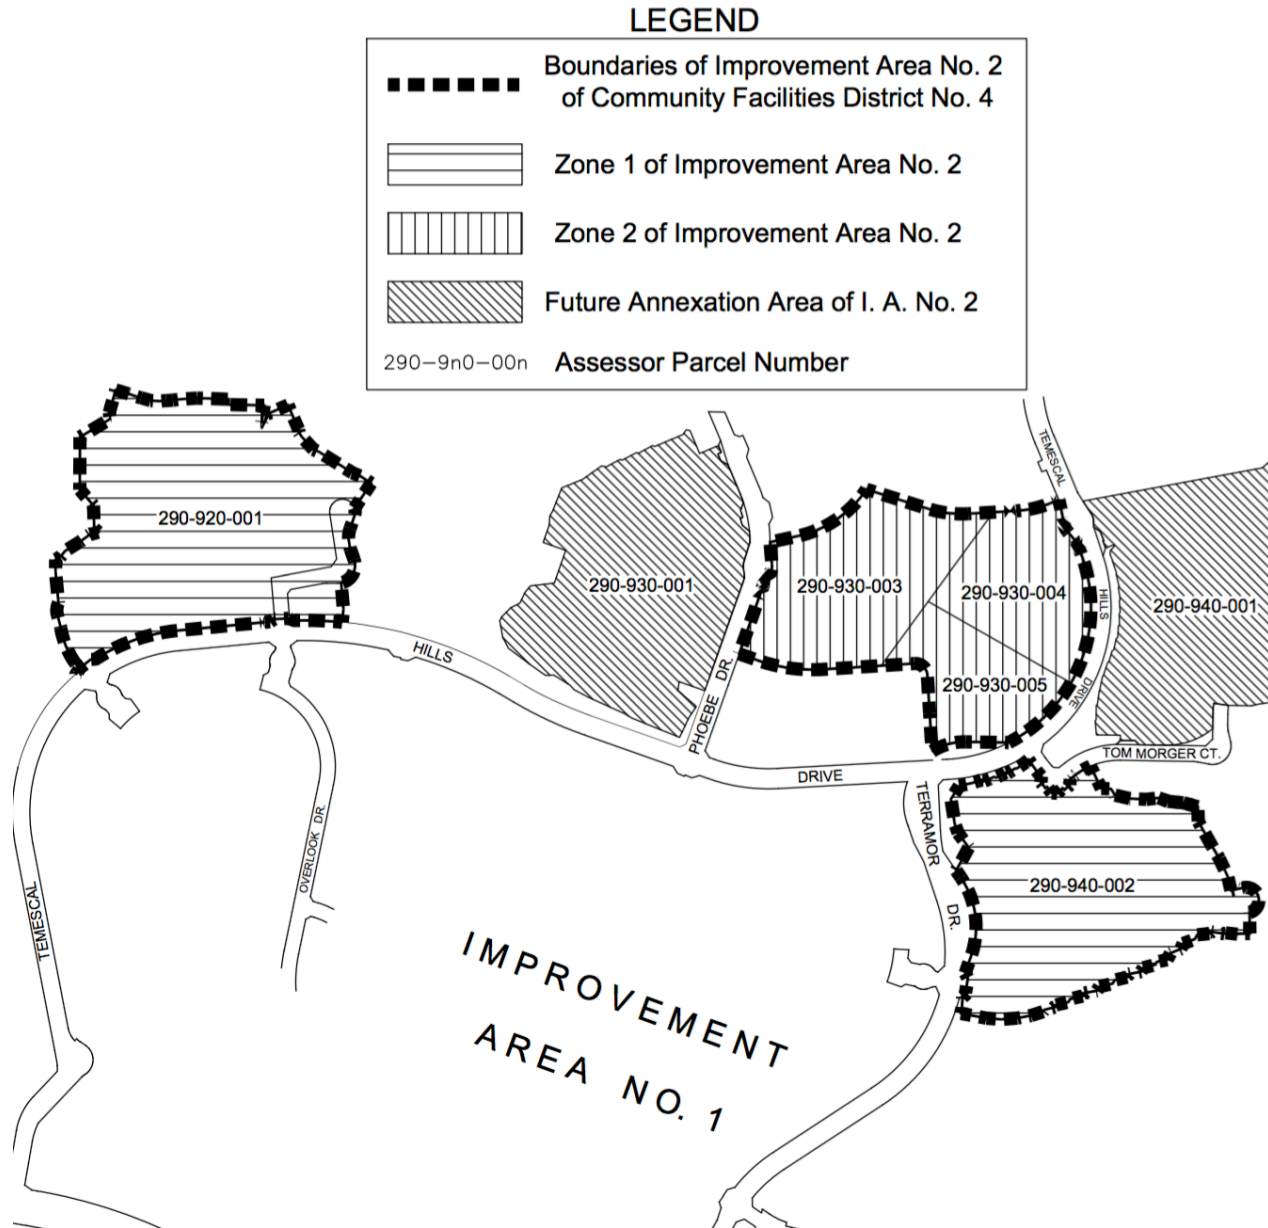 LEGEND
Boundaries of Improvement Area No. 2
of Community Facilities District No. 4
Zone 1 of Improvement Area No. 2
Zone 2 of Improvement Area No. 2
Future Annexation Area of I. A. No. 2
290-9n0-00n Assessor Parcel Number
TEMESCAL
290-920-001
290-930-001
290-930-003
290-930-004
HILLS
290-940-001
HILLS
PHOEBE DR.
290-930-005
DRIVE
TOM MORGER CT.
DRIVE
TERRAMOR
OVERLOOK DR.
290-940-002
TEMESCAL
DR.
IMPROVEMENT
AREA NO. 1